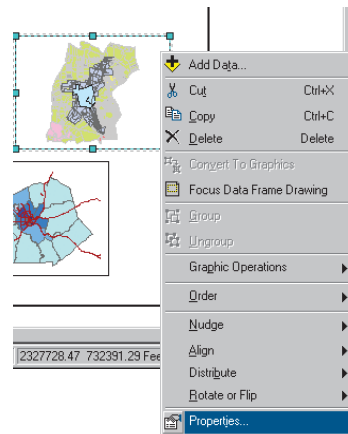 Add Data...
Cut Ctrl+X
Copy Ctrl+C
Delete Delete
Convert To Graphics
Focus Data Frame Drawing
Group
Ungroup
Graphic Operations
Order
Nudge
2327728.47 732391.29 Fee
Align
Distribute
Rotate or Flip
Properties...